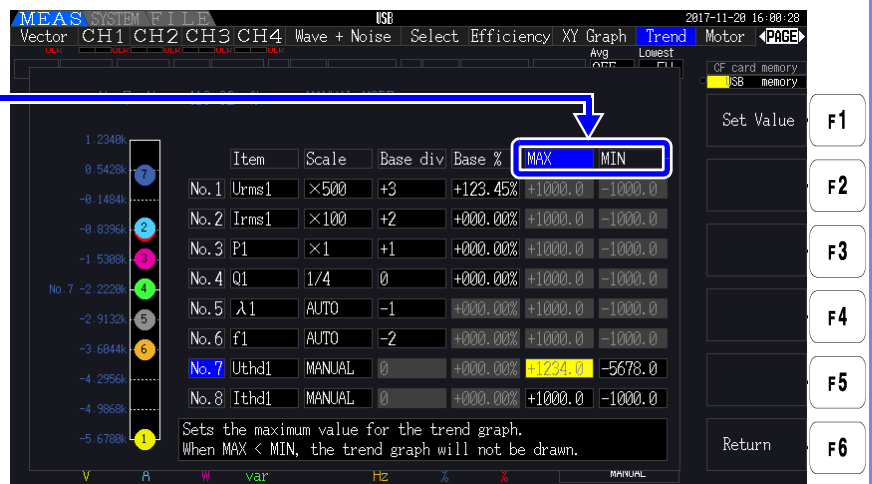 MEAS SYSTEM FILE USB 2017-11-20 16:00:28
Vector CH1 CH2 CH3 CH4 Wave + Noise Select Efficiency XY Graph Trend Motor PAGE
Avg Lowest
CF card memory
USB memory
MANUAL MODE
Set Value F1
F2
F3
F4
F5
Return F6
1.2340k
0.5428k
-0.1484k
-0.8396k
-1.5308k
No.7 -2.2220k
-2.9132k
-3.6044k
-4.2956k
-4.9868k
-5.6780k
7
2
3
4
5
6
1
Item Scale Base div Base % MAX MIN
No.1 Urms1 ×500 +3 +123.45% +1000.0 -1000.0
No.2 Irms1 ×100 +2 +000.00% +1000.0 -1000.0
No.3 P1 ×1 +1 +000.00% +1000.0 -1000.0
No.4 Q1 1/4 0 +000.00% +1000.0 -1000.0
No.5 λ1 AUTO -1 +000.00% +1000.0 -1000.0
No.6 f1 AUTO -2 +000.00% +1000.0 -1000.0
No.7 Uthd1 MANUAL 0 +000.00% +1234.0 -5678.0
No.8 Ithd1 MANUAL 0 +000.00% +1000.0 -1000.0
Sets the maximum value for the trend graph.
When MAX < MIN, the trend graph will not be drawn.
V A W var Hz % % MANUAL